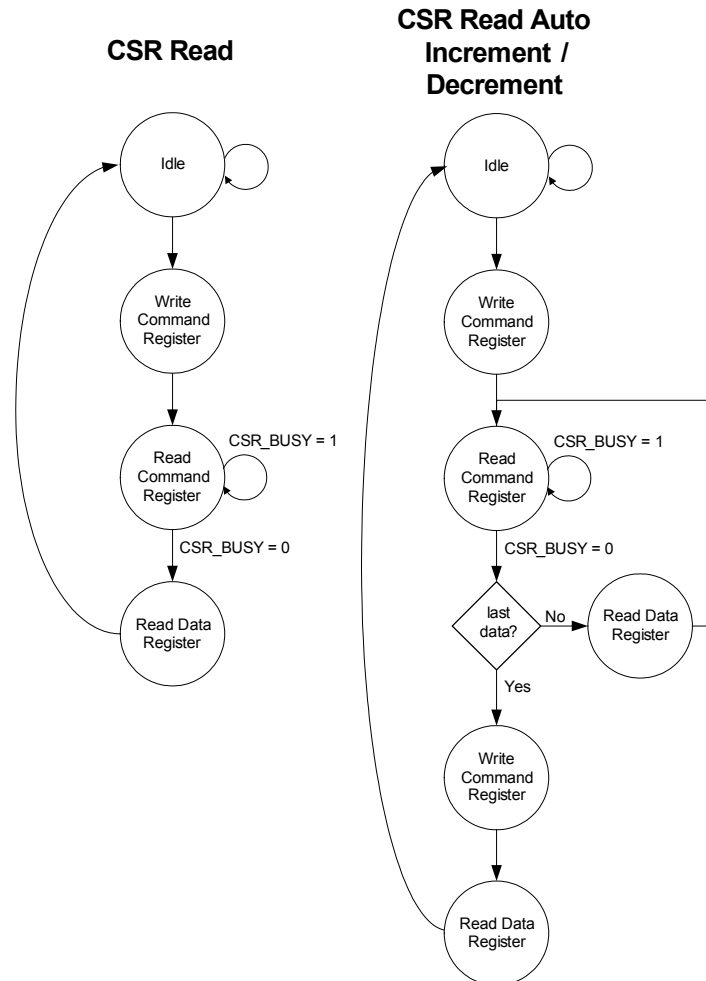 CSR Read
Idle
Write
Command
Register
Read
Command
Register
CSR_BUSY = 1
CSR_BUSY = 0
Read Data
Register
CSR Read Auto
Increment /
Decrement
Idle
Write
Command
Register
Read
Command
Register
CSR_BUSY = 1
CSR_BUSY = 0
last
data?
No
Read Data
Register
Yes
Write
Command
Register
Read Data
Register